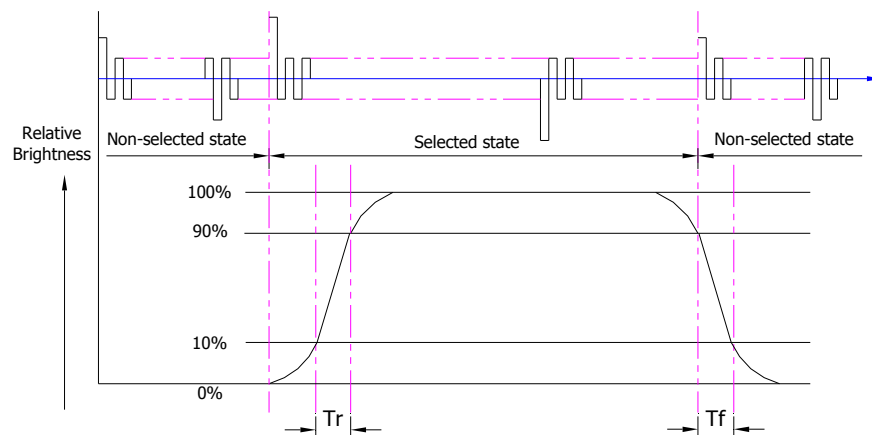 Relative
Brightness
Non-selected state
Selected state
Non-selected state
100%
90%
10%
0%
Tr
Tf